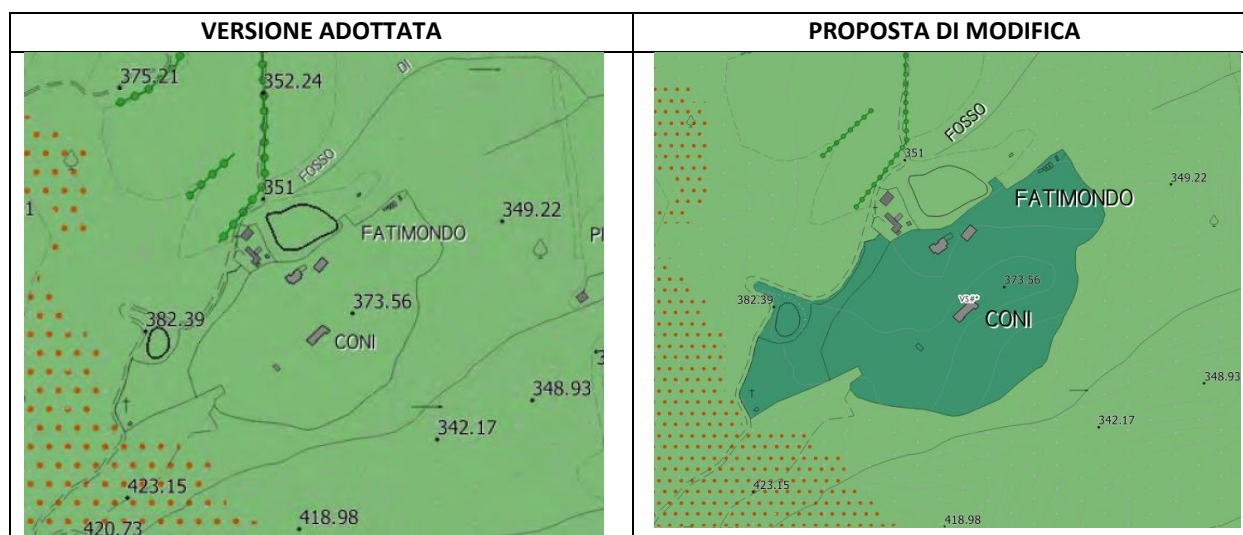 VERSIONE ADOTTATA
PROPOSTA DI MODIFICA
375.21
352.24
DI
FOSSO
351
1
349.22
FATIMONDO
373.56
382.39
CONI
348.93
342.17
423.15
420.73
418.98
FOSSO
351
349.22
FATIMONDO
373.56
382.39
CONI
348.93
342.17
423.15
418.98